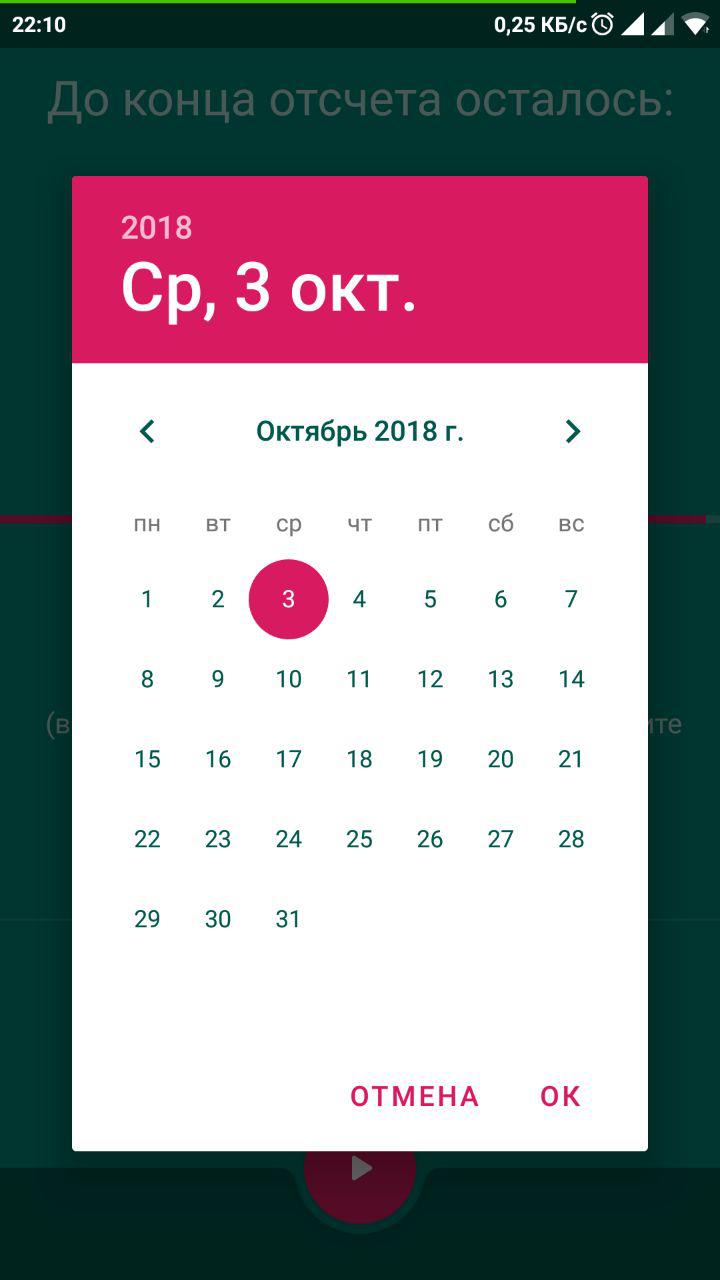 22:10 0,25 КБ/с
До конца отсчета осталось:
2018
Ср, 3 окт.
Октябрь 2018 г.
пн вт ср чт пт сб вс
1 2 3 4 5 6 7
8 9 10 11 12 13 14
15 16 17 18 19 20 21
22 23 24 25 26 27 28
29 30 31
ОТМЕНА ОК